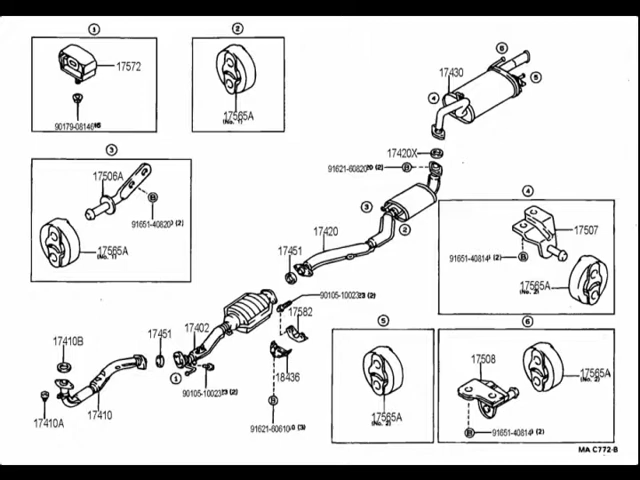 1
17572
90179-08146
2
17565A
(No. 1)
3
17506A
B
91651-40820 (2)
17565A
(No. 1)
6
17430
5
4
17420X
91621-60820 (2)
B
3
2
17420
17451
4
17507
91651-40814 (2)
B
17565A
(No. 2)
90105-10023 (2)
17582
17451
17402
17410B
1
90105-10023 (2)
18436
17410A
17410
B
91621-60610 (3)
5
17565A
(No. 2)
6
17508
17565A
(No. 2)
B
91651-40814 (2)
MA C772-B